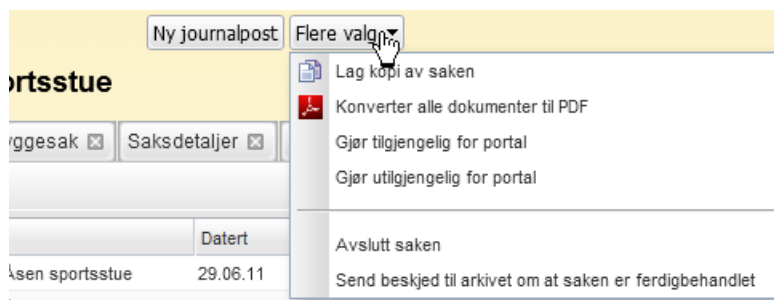 Ny journalpost Flere valg
ortsstue
Lag kopi av saken
Konverter alle dokumenter til PDF
yggesak Saksdetaljer
Gjør tilgjengelig for portal
Gjør utilgjengelig for portal
Datert
Avslutt saken
Åsen sportsstue 29.06.11
Send beskjed til arkivet om at saken er ferdigbehandlet